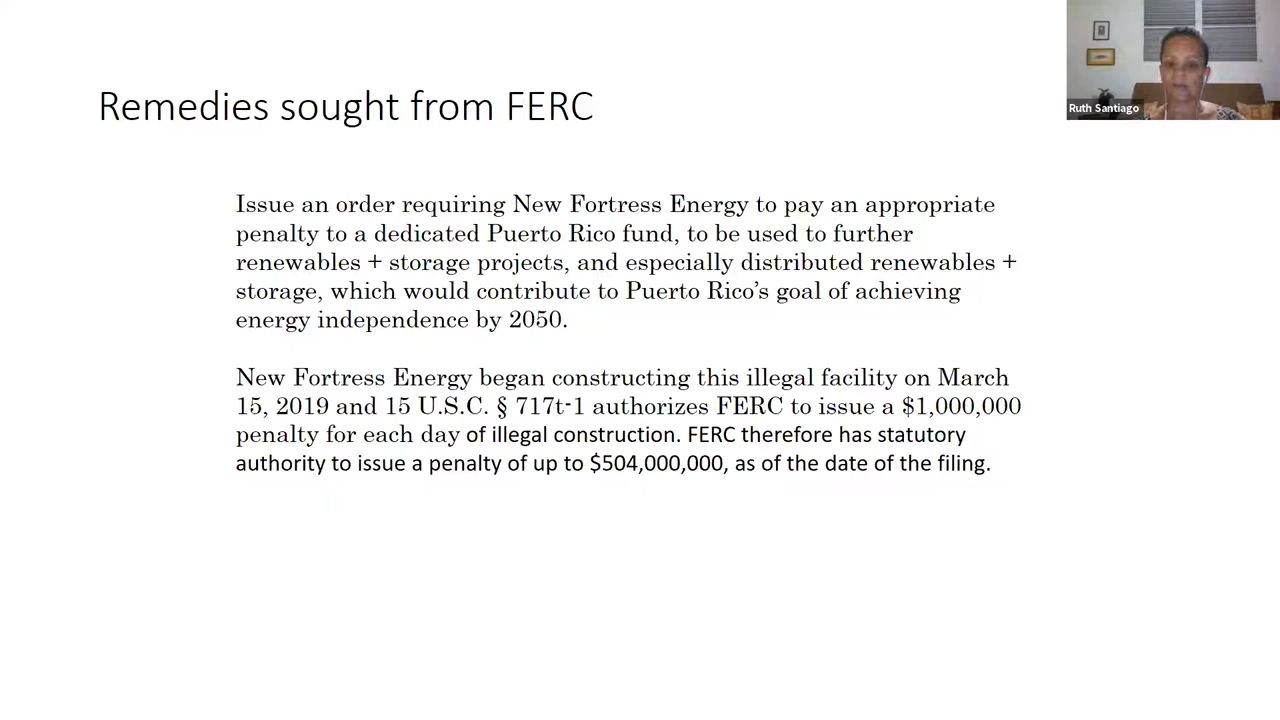 Remedies sought from FERC
Ruth Santiago
Issue an order requiring New Fortress Energy to pay an appropriate
penalty to a dedicated Puerto Rico fund, to be used to further
renewables + storage projects, and especially distributed renewables +
storage, which would contribute to Puerto Rico’s goal of achieving
energy independence by 2050.
New Fortress Energy began constructing this illegal facility on March
15, 2019 and 15 U.S.C. § 717t-1 authorizes FERC to issue a $1,000,000
penalty for each day of illegal construction. FERC therefore has statutory
authority to issue a penalty of up to $504,000,000, as of the date of the filing.